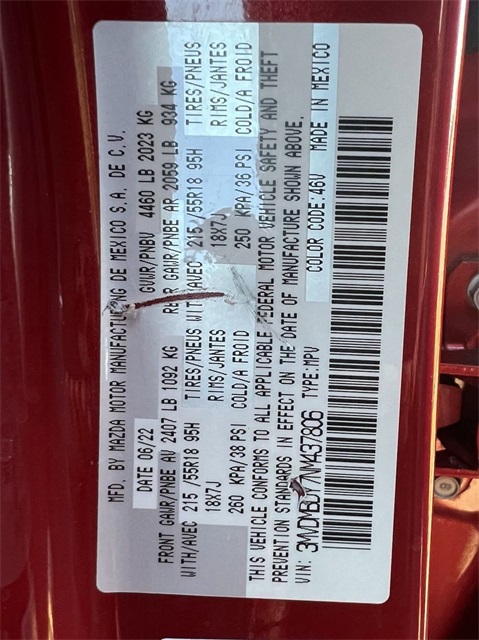 MFD. BY MAZDA MOTOR MANUFACTURING DE MEXICO S.A. DE C.V.
DATE 06/22 GVWR/PNBV 4460 LB 2023 KG
FRONT GAWR/PNBE AV 2407 LB 1092 KG REAR GAWR/PNBE AR 2059 LB 934 KG
WITH/AVEC 215/55R18 95H TIRES/PNEUS WITH/AVEC 215/55R18 95H TIRES/PNEUS
18X7J RIMS/JANTES 18X7J RIMS/JANTES
260 KPA/38 PSI COLD/A FROID 250 KPA/36 PSI COLD/A FROID
THIS VEHICLE CONFORMS TO ALL APPLICABLE FEDERAL MOTOR VEHICLE SAFETY AND THEFT
PREVENTION STANDARDS IN EFFECT ON THE DATE OF MANUFACTURE SHOWN ABOVE.
VIN: 3MVDMBDY7NM437806 TYPE:MPV COLOR CODE:46V MADE IN MEXICO